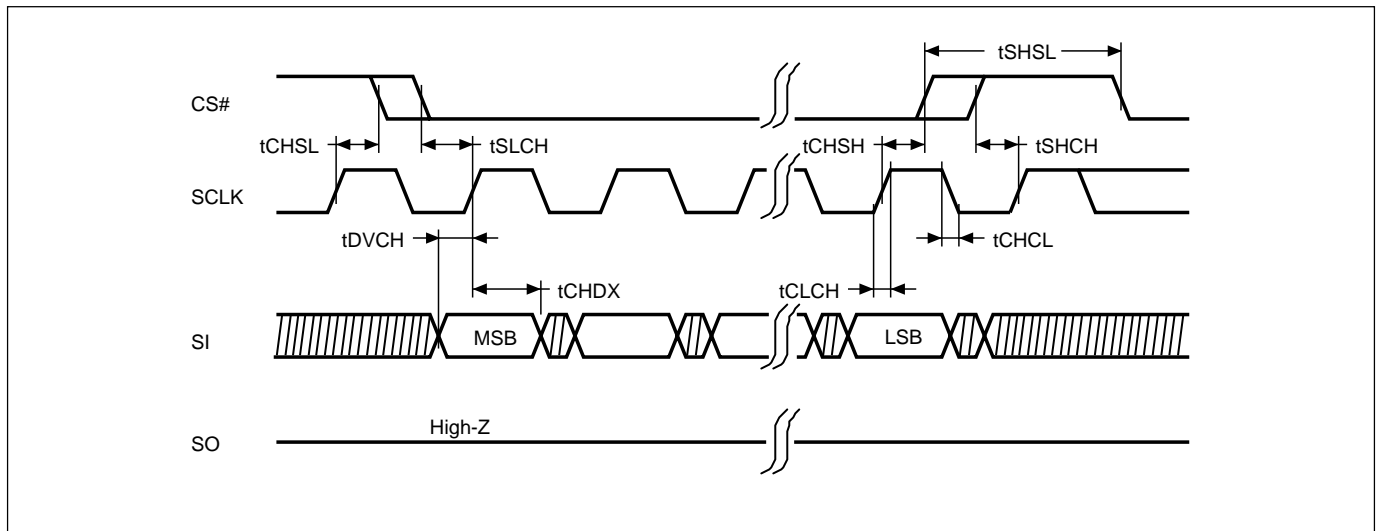 tSHSL
CS#
tCHSL
tSLCH
tCHSH
tSHCH
SCLK
tDVCH
tCHCL
tCHDX
tCLCH
SI
MSB
LSB
High-Z
SO